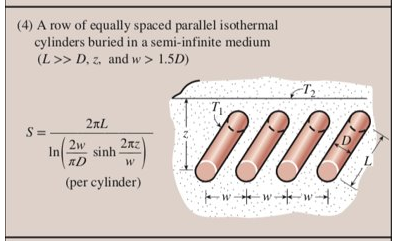 (4) A row of equally spaced parallel isothermal
cylinders buried in a semi-infinite medium
(L >> D, z, and w > 1.5D)
T₂
T₁
S = 2πL / ln(2w/πD sinh 2πz/w)
z
D
L
(per cylinder)
w w w